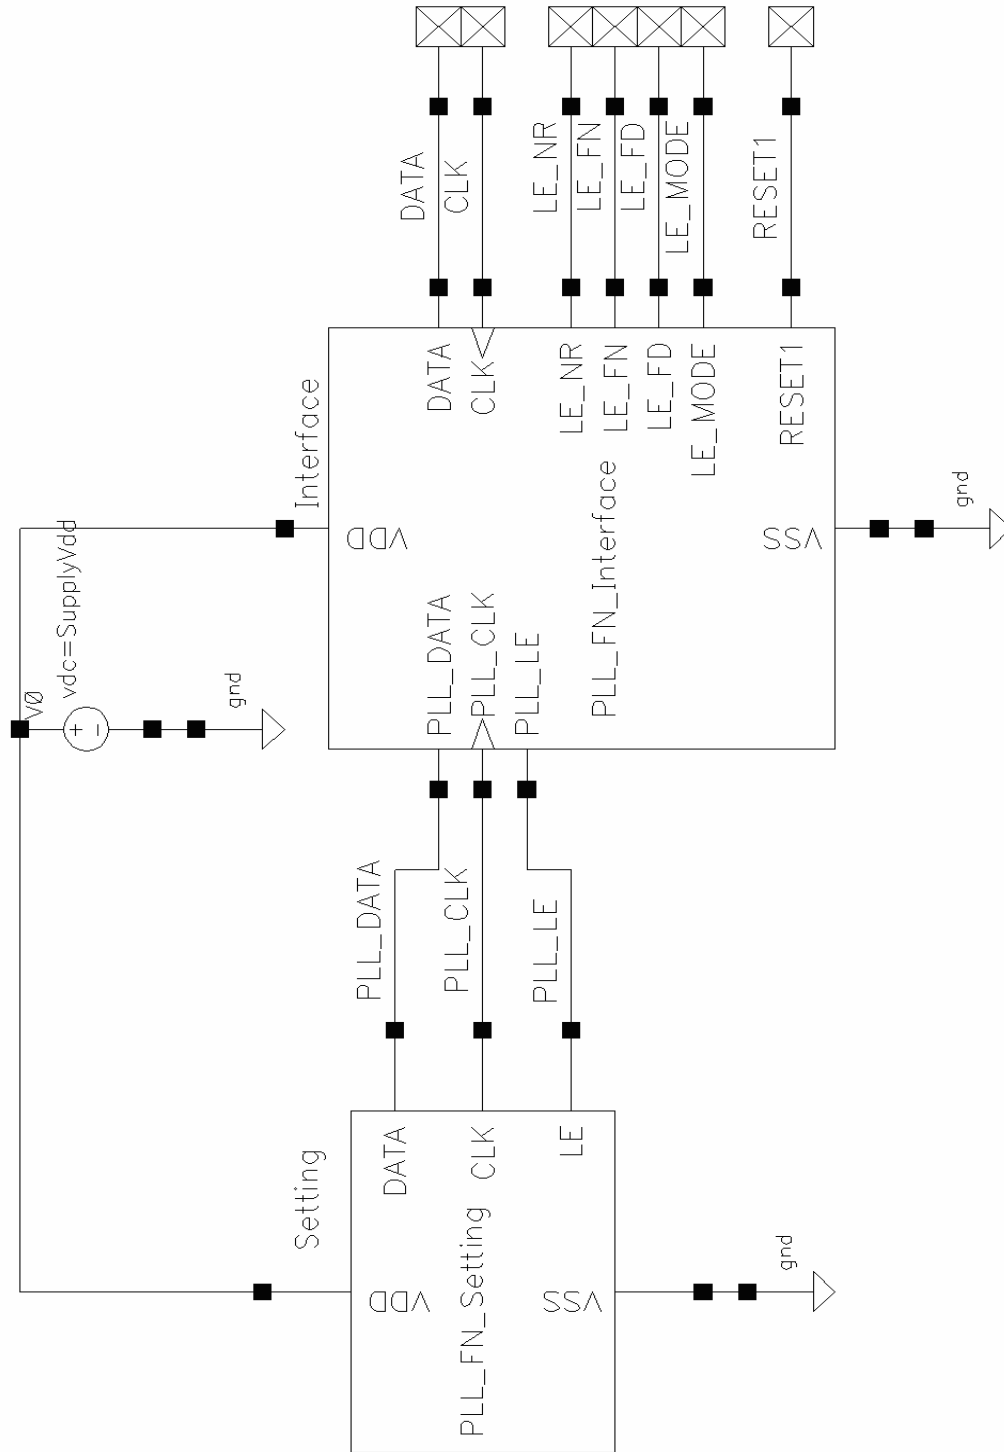 v0
vdc=SupplyVdd
gnd
Setting
VDD
DATA
PLL_FN_Setting
CLK
LE
VSS
gnd
PLL_DATA
PLL_CLK
PLL_LE
Interface
VDD
PLL_DATA
PLL_CLK
PLL_LE
PLL_FN_Interface
VSS
gnd
DATA
CLK
LE_NR
LE_FN
LE_FD
LE_MODE
RESET1
DATA
CLK
LE_NR
LE_FN
LE_FD
LE_MODE
RESET1